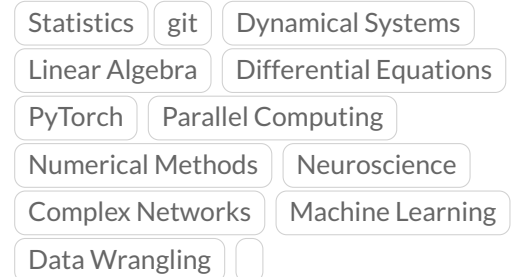 Statistics git Dynamical Systems
Linear Algebra Differential Equations
PyTorch Parallel Computing
Numerical Methods Neuroscience
Complex Networks Machine Learning
Data Wrangling